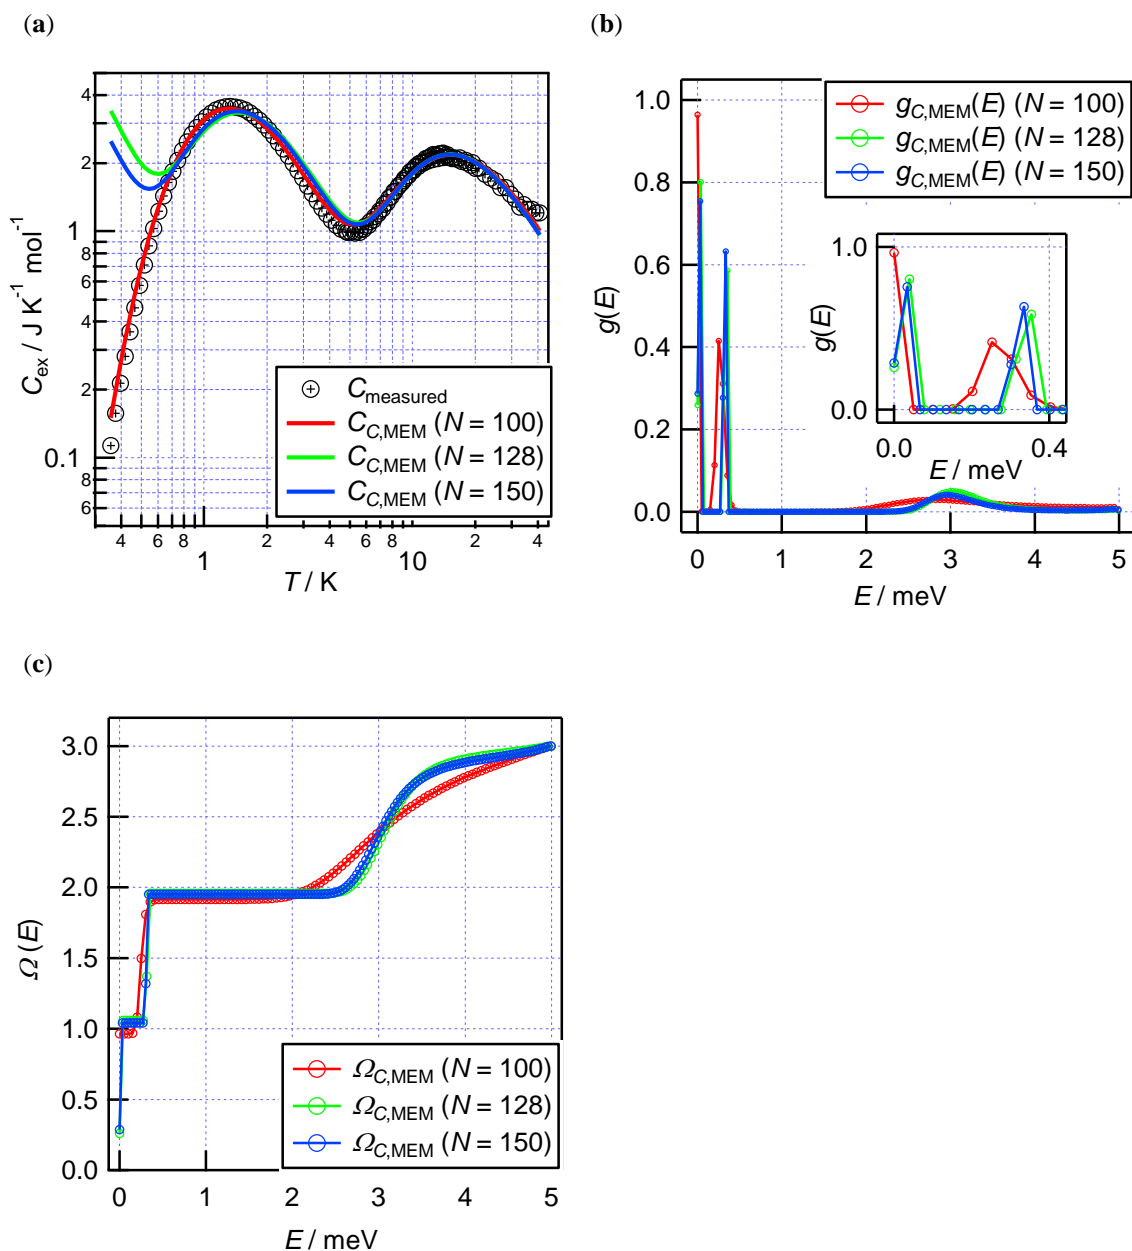 (a)
4
2
1
8
6
4
2
0.1
8
6
C_ex / J K^-1 mol^-1
4
6
8
1
2
4
6
8
10
2
4
T / K
C_measured
C_C,MEM (N = 100)
C_C,MEM (N = 128)
C_C,MEM (N = 150)
(b)
1.0
0.8
0.6
0.4
0.2
0.0
g(E)
0
1
2
3
4
5
E / meV
g_C,MEM(E) (N = 100)
g_C,MEM(E) (N = 128)
g_C,MEM(E) (N = 150)
1.0
0.0
g(E)
0.0
0.4
E / meV
(c)
3.0
2.5
2.0
1.5
1.0
0.5
0.0
Ω(E)
0
1
2
3
4
5
E / meV
Ω_C,MEM (N = 100)
Ω_C,MEM (N = 128)
Ω_C,MEM (N = 150)